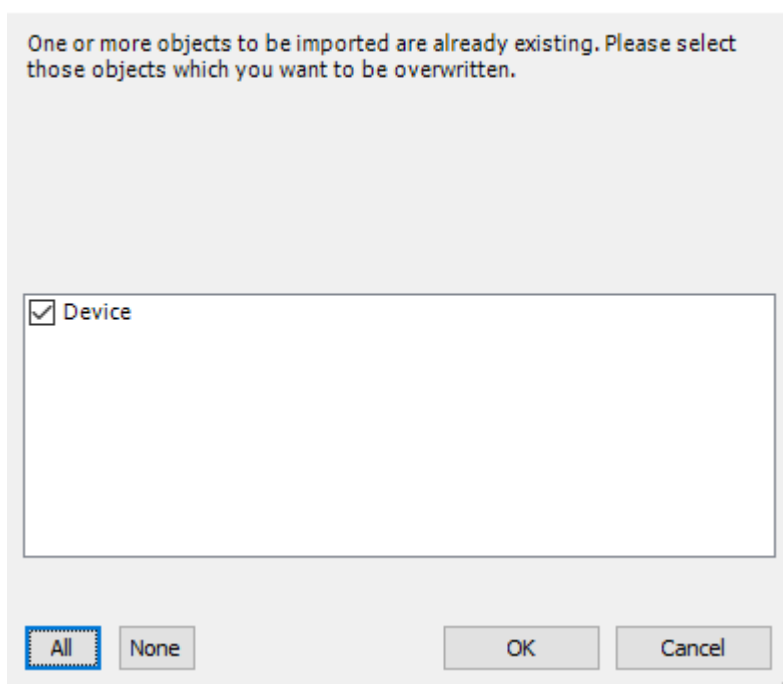 One or more objects to be imported are already existing. Please select
those objects which you want to be overwritten.
Device
All
None
OK
Cancel